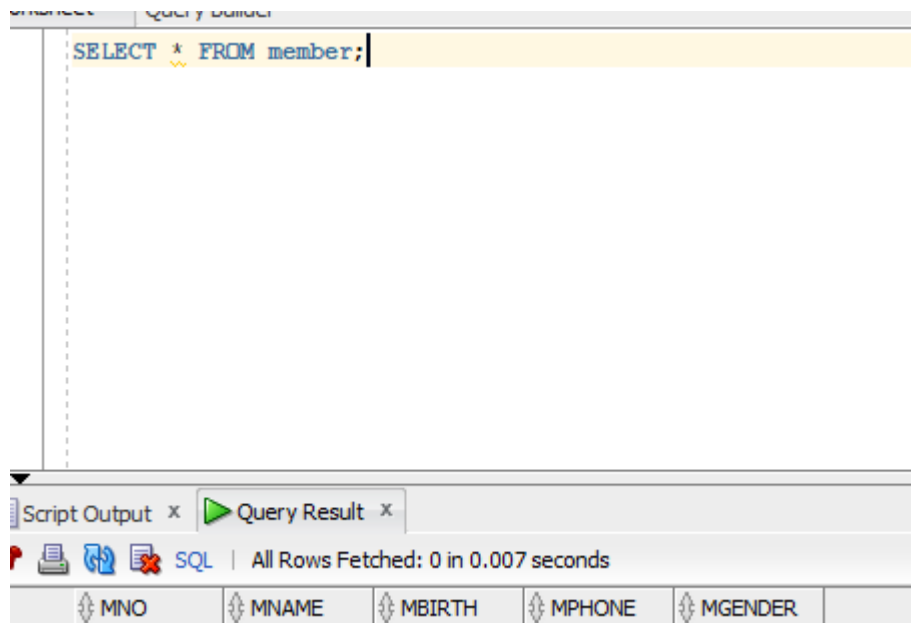 Query Builder
SELECT * FROM member;
Script Output x Query Result x
SQL | All Rows Fetched: 0 in 0.007 seconds
MNO MNAME MBIRTH MPHONE MGENDER